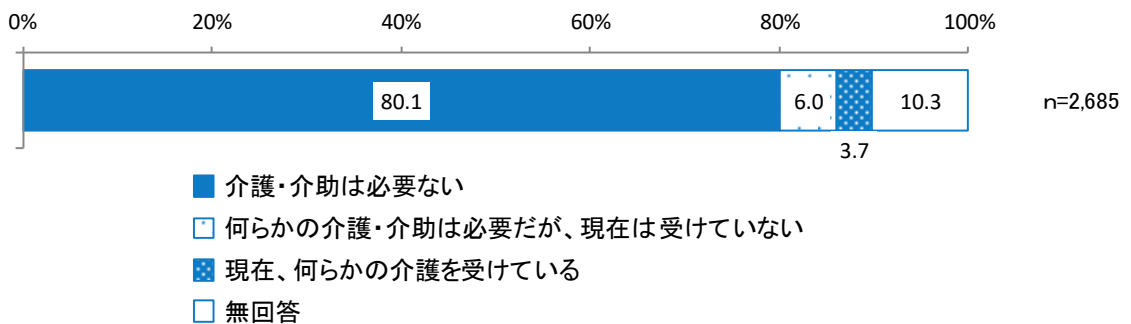 0% 20% 40% 60% 80% 100%
80.1 6.0 10.3 n=2,685
3.7
介護・介助は必要ない
何らかの介護・介助は必要だが、現在は受けていない
現在、何らかの介護を受けている
無回答